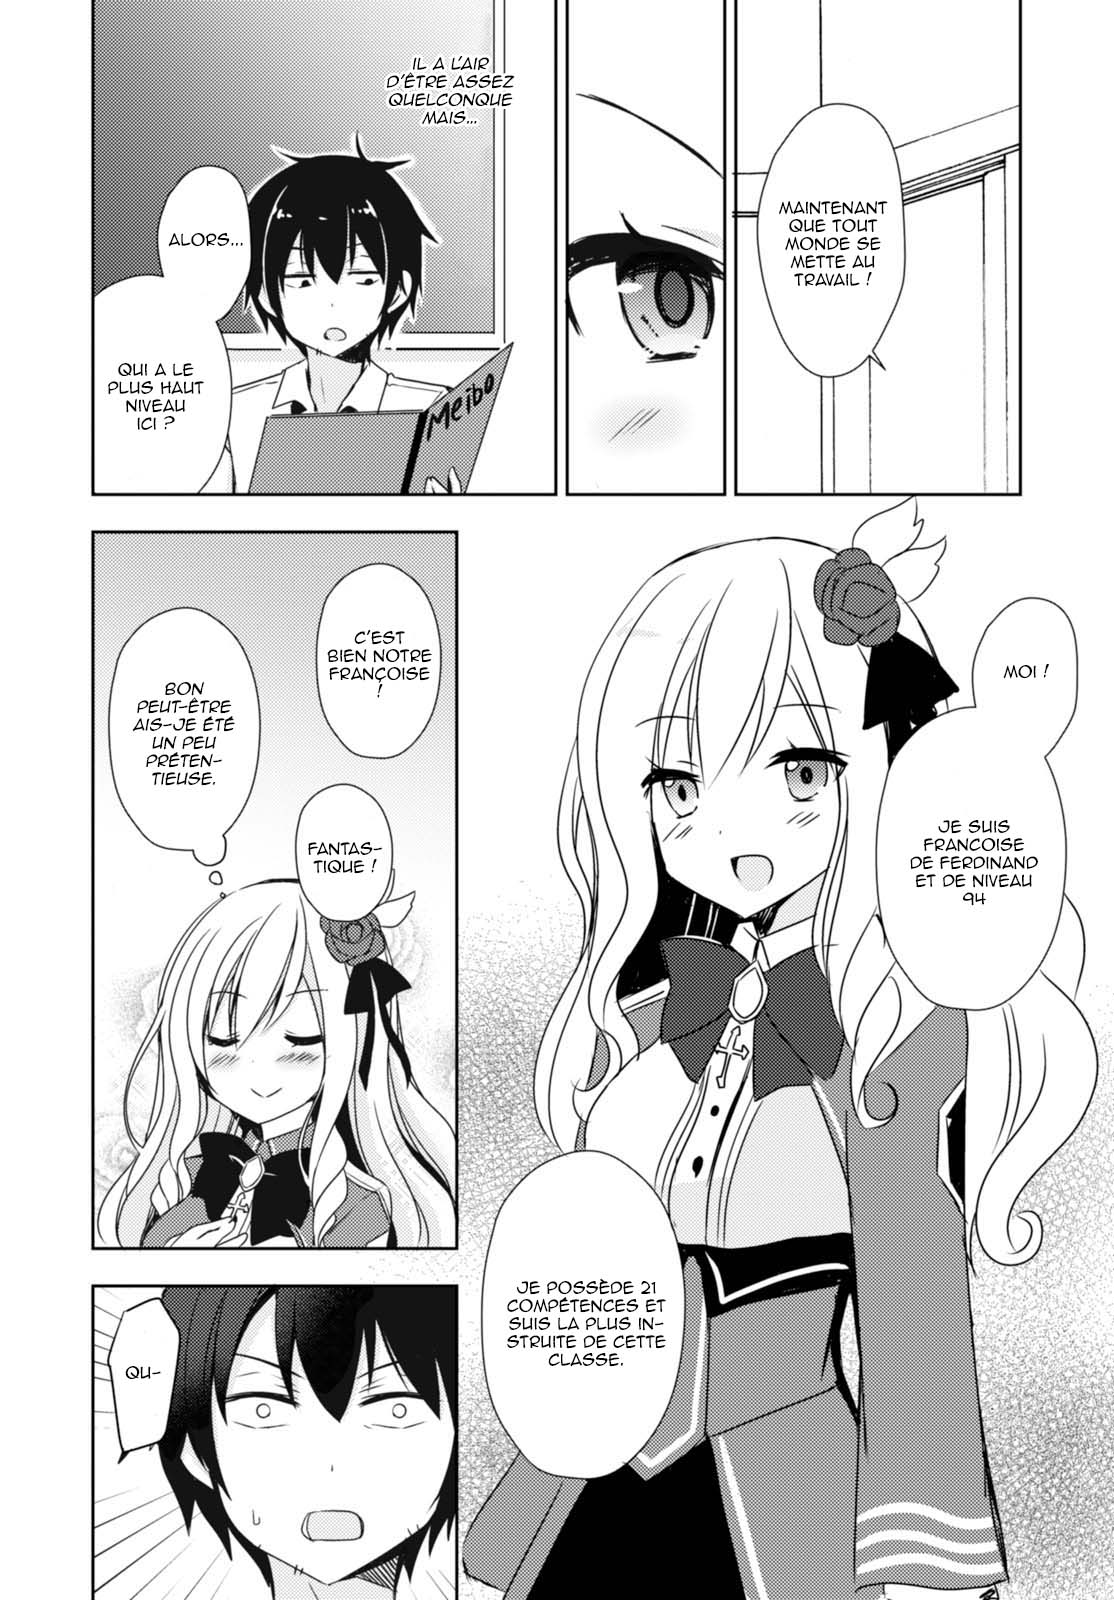 MAINTENANT
QUE TOUT
MONDE SE
METTE AU
TRAVAIL !
IL A L'AIR
D'ÊTRE ASSEZ
QUELCONQUE
MAIS...
ALORS...
QUI A LE
PLUS HAUT
NIVEAU
ICI ?
Meibo
MOI !
JE SUIS
FRANCOISE
DE FERDINAND
ET DE NIVEAU
94
JE POSSÈDE 21
COMPÉTENCES ET
SUIS LA PLUS IN-
STRUITE DE CETTE
CLASSE.
C'EST
BIEN NOTRE
FRANÇOISE
!
FANTAS-
TIQUE !
BON
PEUT-ÊTRE
AIS-JE ÉTÉ
UN PEU
PRÉTEN-
TIEUSE.
QU-